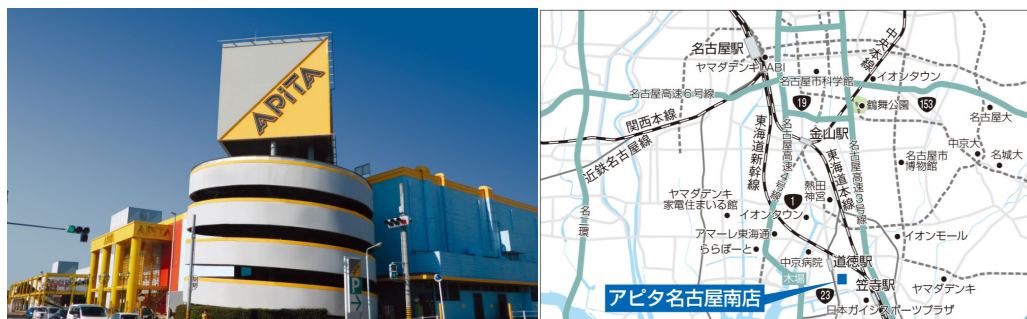 APiTA
P
名古屋駅
ヤマダデンキLABI
名古屋市科学館
中央本線
イオンタウン
名古屋高速6号線
19
鶴舞公園
153
名古屋大
関西本線
近鉄名古屋線
東海道新幹線
名古屋高速4号線
金山駅
東海道本線
名古屋高速3号線
中京大
名古屋市
博物館
名城大
名二環
ヤマダデンキ
家電住まいる館
1
熱田
神宮
イオンタウン
アマーレ東海通
ららぽーと
中京病院
道徳駅
イオンモール
木場
笠寺駅
ヤマダデンキ
アピタ名古屋南店
23
日本ガイシスポーツプラザ